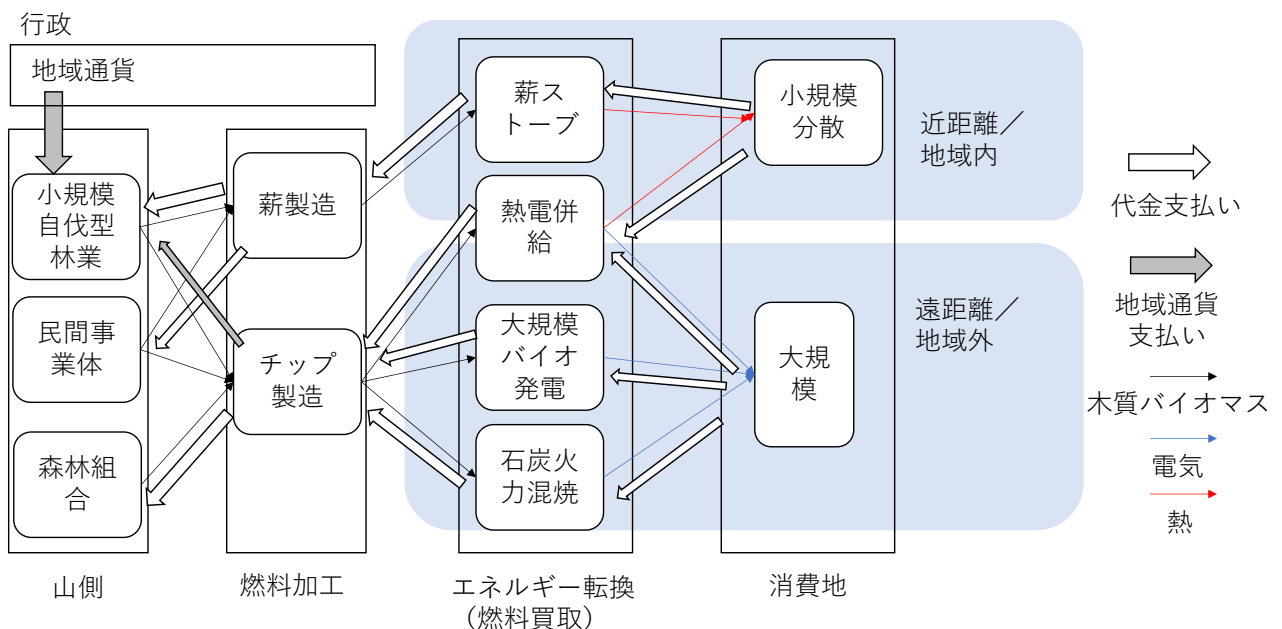 行政
地域通貨
小規模
自伐型
林業
民間事
業体
森林組
合
山側
薪製造
チップ
製造
燃料加工
薪ス
トーブ
熱電併
給
大規模
バイオ
発電
石炭火
力混焼
エネルギー転換
（燃料買取）
小規模
分散
大規
模
消費地
近距離／
地域内
遠距離／
地域外
代金支払い
地域通貨
支払い
木質バイオマス
電気
熱